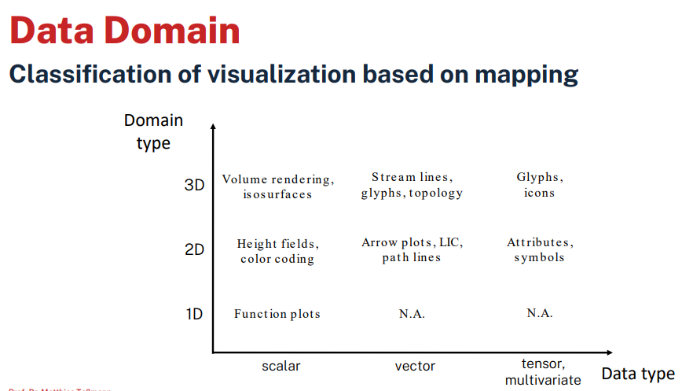 Data Domain
Classification of visualization based on mapping
Domain
type
3D
Volume rendering,
isosurfaces
Stream lines,
glyphs, topology
Glyphs,
icons
2D
Height fields,
color coding
Arrow plots, LIC,
path lines
Attributes,
symbols
1D
Function plots
N.A.
N.A.
scalar
vector
tensor,
multivariate
Data type